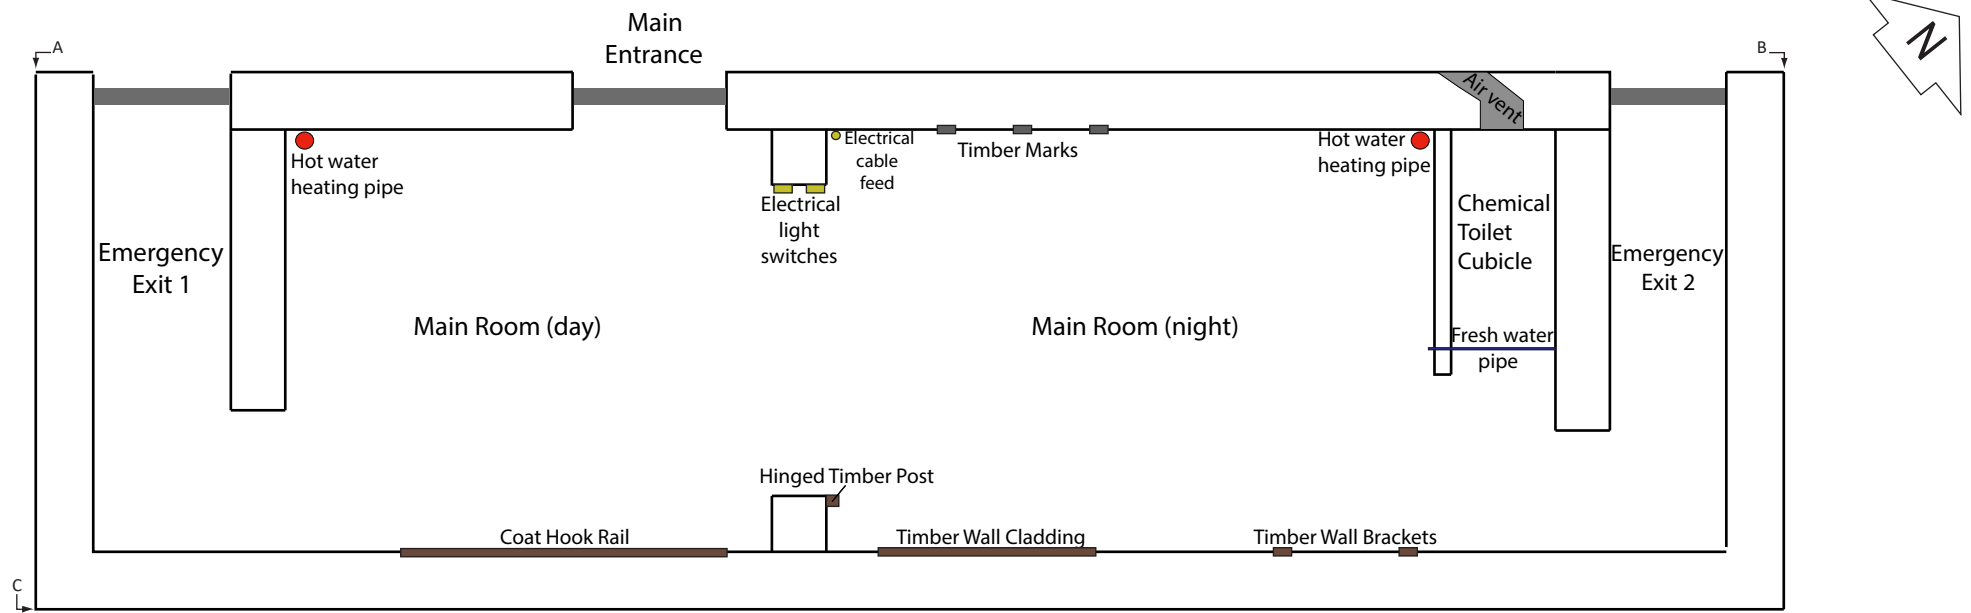 Main
Entrance
A
B
N
Air vent
Hot water
heating pipe
Electrical
cable
feed
Timber Marks
Hot water
heating pipe
Electrical
light
switches
Chemical
Toilet
Cubicle
Emergency
Exit 1
Emergency
Exit 2
Main Room (day)
Main Room (night)
Fresh water
pipe
Hinged Timber Post
Coat Hook Rail
Timber Wall Cladding
Timber Wall Brackets
C